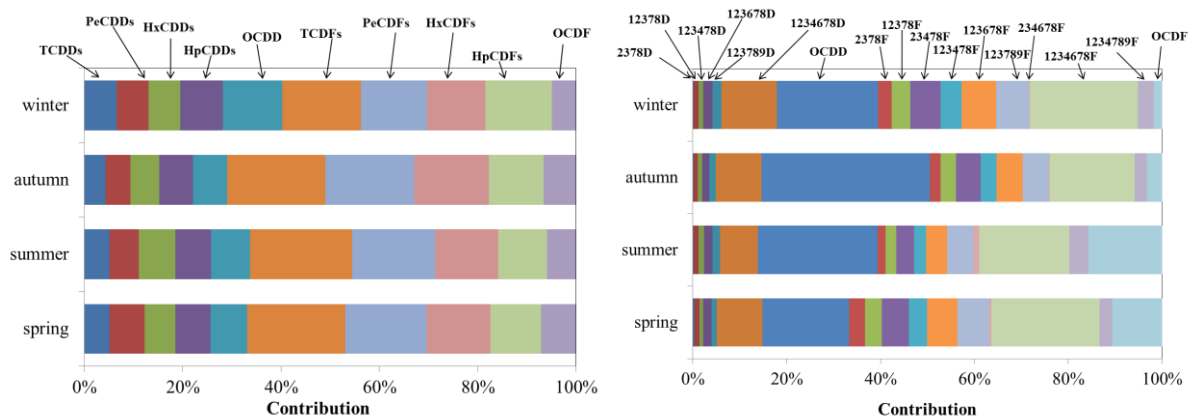 PeCDDs
HxCDFs
HxCDDs
PeCDFs
OCDD
TCDFs
OCDF
TCDDs
HpCDDs
HpCDFs
winter
autumn
summer
spring
0% 20% 40% 60% 80% 100%
Contribution
123678D
12378D
1234678D
12378F
123678F
234678F
1234789F
123478D
OCDD
23478F
OCDF
2378D
123789D
2378F
123478F
123789F
1234678F
winter
autumn
summer
spring
0% 20% 40% 60% 80% 100%
Contribution